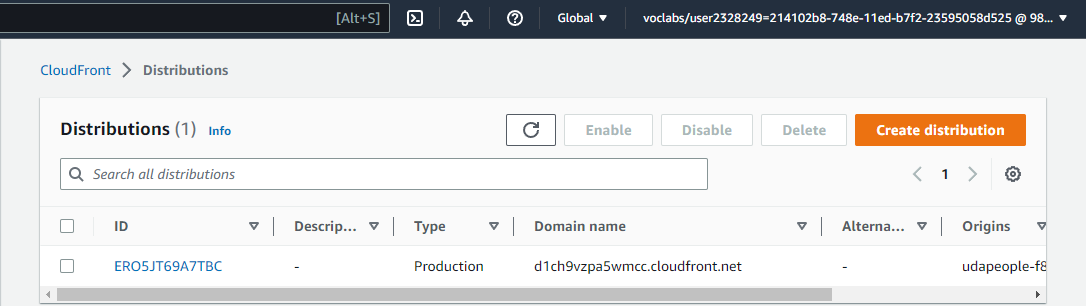 [Alt+S] Global voclabs/user2328249=214102b8-748e-11ed-b7f2-23595058d525 @ 98...
CloudFront Distributions
Distributions (1) Info Enable Disable Delete Create distribution
Search all distributions 1
ID Descrip... Type Domain name Alterna... Origins
ERO5JT69A7TBC - Production d1ch9vzpa5wmcc.cloudfront.net - udapeople-f8